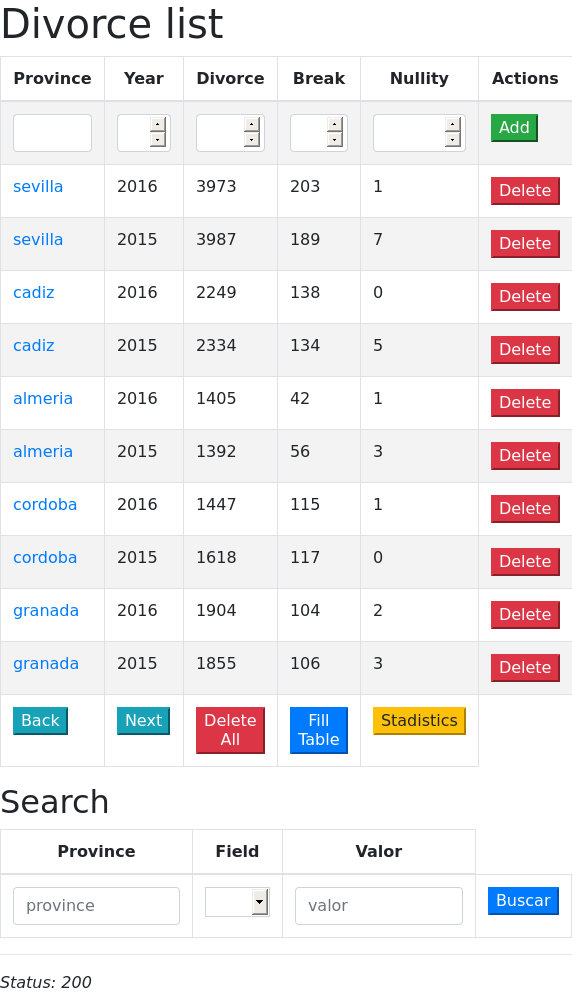 Divorce list
Province Year Divorce Break Nullity Actions
Add
sevilla 2016 3973 203 1 Delete
sevilla 2015 3987 189 7 Delete
cadiz 2016 2249 138 0 Delete
cadiz 2015 2334 134 5 Delete
almeria 2016 1405 42 1 Delete
almeria 2015 1392 56 3 Delete
cordoba 2016 1447 115 1 Delete
cordoba 2015 1618 117 0 Delete
granada 2016 1904 104 2 Delete
granada 2015 1855 106 3 Delete
Back Next Delete All Fill Table Stadistics
Search
Province Field Valor
province valor Buscar
Status: 200